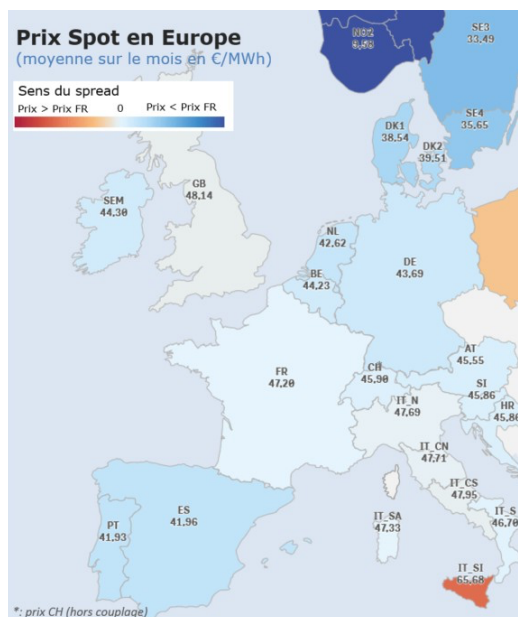 Prix Spot en Europe
(moyenne sur le mois en €/MWh)
Sens du spread
Prix > Prix FR 0 Prix < Prix FR
NO2
9,58
SE3
33,49
SE4
35,65
DK1
38,54
DK2
39,51
GB
48,14
SEM
44,30
NL
42,62
BE
44,23
DE
43,69
FR
47,20
CH
45,90
AT
45,55
SI
45,86
HR
45,86
IT_N
47,69
IT_CN
47,71
IT_CS
47,95
IT_S
46,70
IT_SA
47,33
IT_SI
65,68
ES
41,96
PT
41,93
*: prix CH (hors couplage)